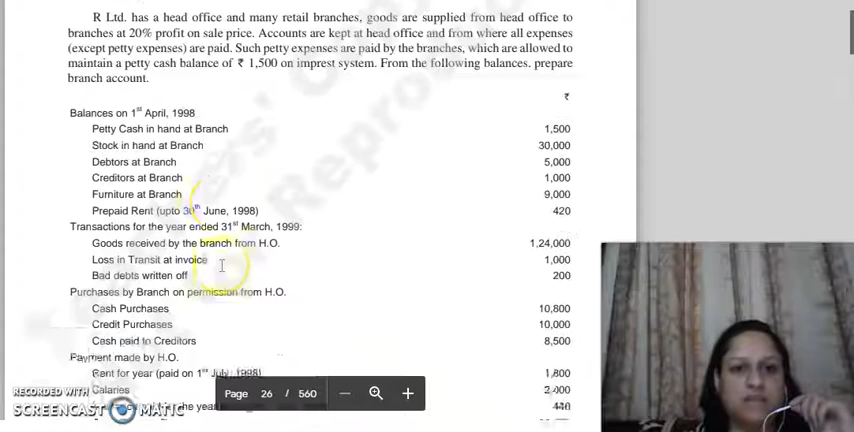 R Ltd. has a head office and many retail branches, goods are supplied from head office to
branches at 20% profit on sale price. Accounts are kept at head office and from where all expenses
(except petty expenses) are paid. Such petty expenses are paid by the branches, which are allowed to
maintain a petty cash balance of ₹ 1,500 on imprest system. From the following balances, prepare
branch account.
₹
Balances on 1st April, 1998
Petty Cash in hand at Branch 1,500
Stock in hand at Branch 30,000
Debtors at Branch 5,000
Creditors at Branch 1,000
Furniture at Branch 9,000
Prepaid Rent (upto 30th June, 1998) 420
Transactions for the year ended 31st March, 1999:
Goods received by the branch from H.O. 1,24,000
Loss in Transit at invoice 1,000
Bad debts written off 200
Purchases by Branch on permission from H.O.
Cash Purchases 10,800
Credit Purchases 10,000
Cash paid to Creditors 8,500
Payment made by H.O.
Rent for year (paid on 1st July, 1998) 1,800
Salaries 2,000
the year
Page 26 / 560
RECORDED WITH
SCREENCAST MATIC